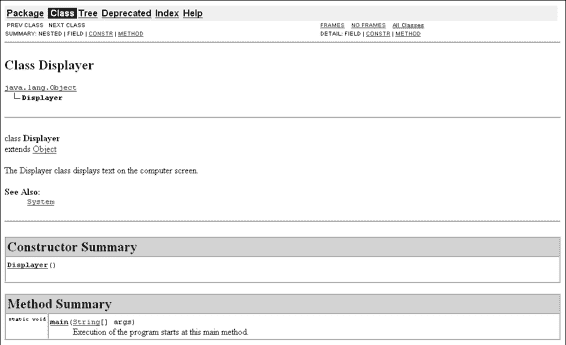 Package Class Tree Deprecated Index Help
PREV CLASS NEXT CLASS
FRAMES NO FRAMES All Classes
SUMMARY: NESTED | FIELD | CONSTR | METHOD
DETAIL: FIELD | CONSTR | METHOD
Class Displayer
java.lang.Object
Displayer
class Displayer
extends Object
The Displayer class displays text on the computer screen.
See Also:
System
Constructor Summary
Displayer()
Method Summary
static void main(String[] args)
Execution of the program starts at this main method.